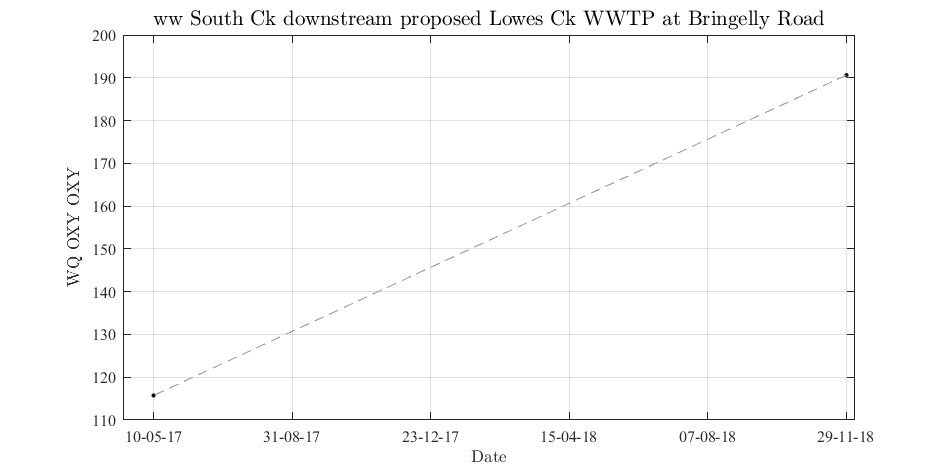 ww South Ck downstream proposed Lowes Ck WWTP at Bringelly Road
200
190
180
170
160
150
140
130
120
110
WQ OXY OXY
10-05-17 31-08-17 23-12-17 15-04-18 07-08-18 29-11-18
Date